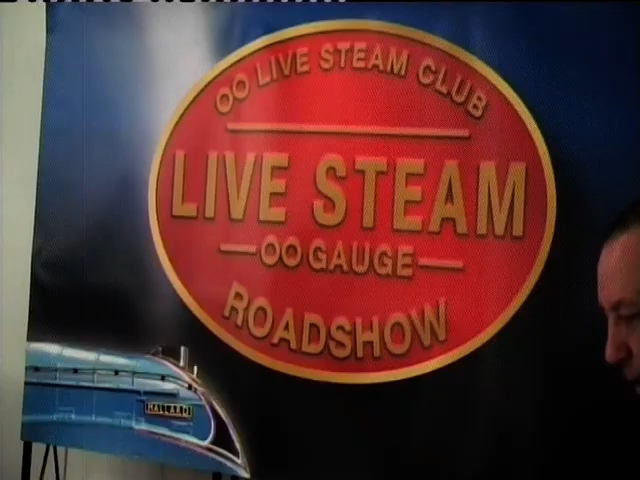 OO LIVE STEAM CLUB
LIVE STEAM
OO GAUGE
ROADSHOW
MALLARD